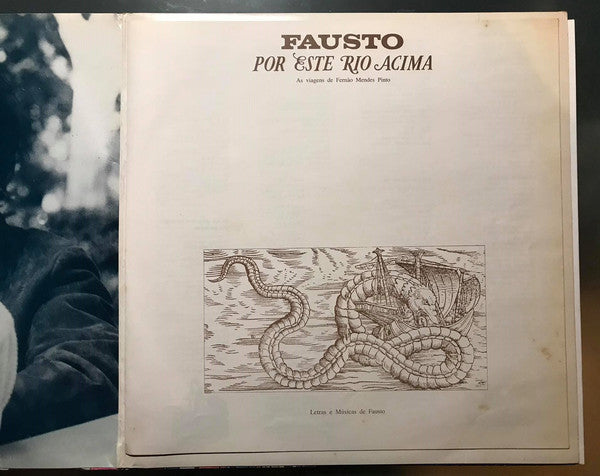 FAUSTO
POR ESTE RIO ACIMA
As viagens de Fernão Mendes Pinto
Letras e Músicas de Fausto